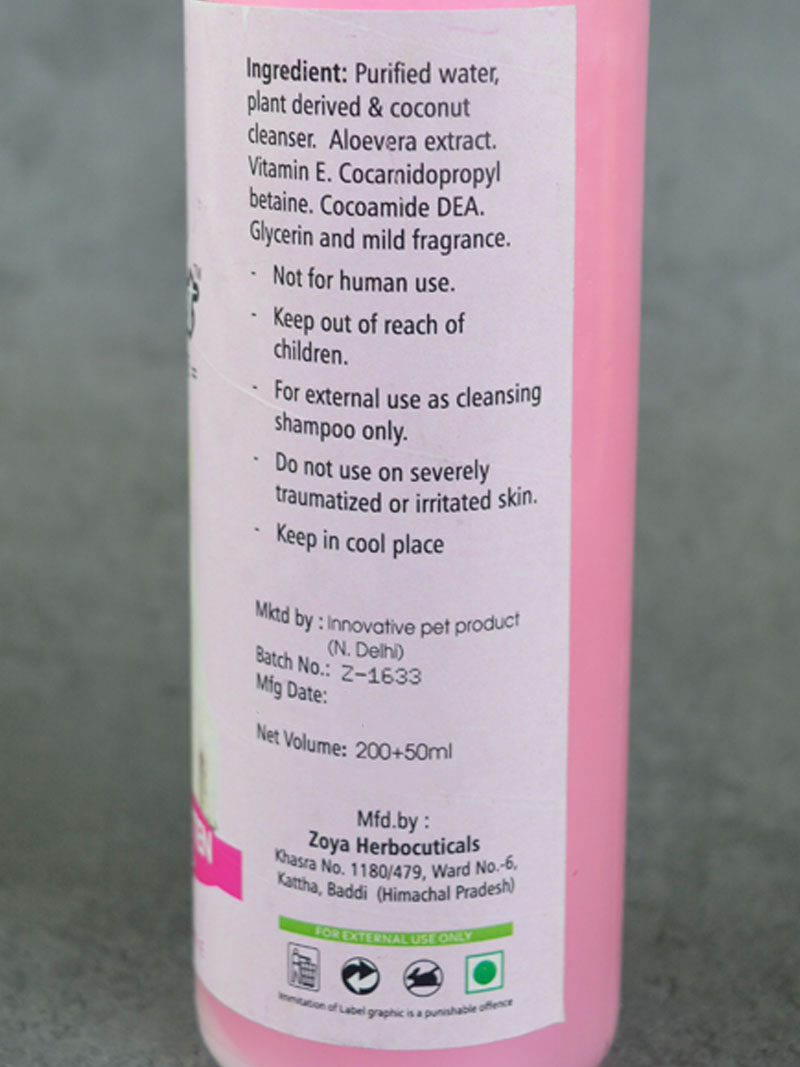 Ingredient: Purified water,
plant derived & coconut
cleanser. Aloevera extract.
Vitamin E. Cocamidopropyl
betaine. Cocoamide DEA.
Glycerin and mild fragrance.
- Not for human use.
- Keep out of reach of
children.
- For external use as cleansing
shampoo only.
- Do not use on severely
traumatized or irritated skin.
- Keep in cool place
Mktd by : Innovative pet product
(N. Delhi)
Batch No.: Z-1633
Mfg Date:
Net Volume: 200+50ml
Mfd.by :
Zoya Herbocuticals
Khasra No. 1180/479, Ward No.-6,
Kattha, Baddi (Himachal Pradesh)
FOR EXTERNAL USE ONLY
Immitation of Label graphic is a punishable offence
TM